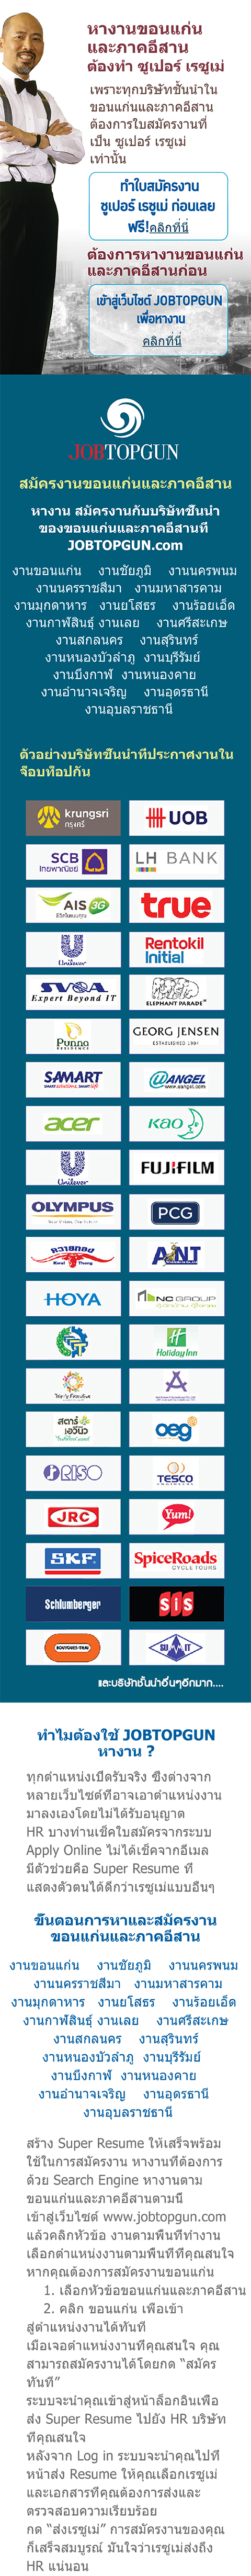 หางานขอนแก่น
และภาคอีสาน
ต้องทำ ซูเปอร์ เรซูเม่
เพราะทุกบริษัทชั้นนำใน
ขอนแก่นและภาคอีสาน
ต้องการใบสมัครงานที่
เป็น ซูเปอร์ เรซูเม่
เท่านั้น
ทำใบสมัครงาน
ซูเปอร์ เรซูเม่ ก่อนเลย
ฟรี!คลิกที่นี่
ต้องการหางานขอนแก่น
และภาคอีสานก่อน
เข้าสู่เว็บไซต์ JOBTOPGUN
เพื่อหางาน
คลิกที่นี่
JOBTOPGUN
สมัครงานขอนแก่นและภาคอีสาน
หางาน สมัครงานกับบริษัทชั้นนำ
ของขอนแก่นและภาคอีสานที่
JOBTOPGUN.com
งานขอนแก่น งานชัยภูมิ งานนครพนม
งานนครราชสีมา งานมหาสารคาม
งานมุกดาหาร งานยโสธร งานร้อยเอ็ด
งานกาฬสินธุ์ งานเลย งานศรีสะเกษ
งานสกลนคร งานสุรินทร์
งานหนองบัวลำภู งานบุรีรัมย์
งานบึงกาฬ งานหนองคาย
งานอำนาจเจริญ งานอุดรธานี
งานอุบลราชธานี
ตัวอย่างบริษัทชั้นนำที่ประกาศงานใน
จ๊อบท็อปกัน
krungsri
กรุงศรี
UOB
SCB
ไทยพาณิชย์
LH BANK
AIS 3G
true
Unilever
Rentokil
Initial
SVOA
Expert Beyond IT
ELEPHANT PARADE
Punna
RESIDENCE
GEORG JENSEN
ESTABLISHED 1904
SAMART
@ANGEL
www.aangel.com
acer
Kao
Unilever
FUJIFILM
OLYMPUS
PCG
ควายทอง
Kwai Thong
ANT
HOYA
NC GROUP
Holiday Inn
สตาร์
เอวินิว
oeg
RISO
TESCO
ENGINEERS
JRC
Yum!
SKF
SpiceRoads
CYCLE TOURS
Schlumberger
SiS
BOUYGUES-THAI
SU IT
และบริษัทชั้นนำอื่นๆอีกมาก....
ทำไมต้องใช้ JOBTOPGUN
หางาน ?
ทุกตำแหน่งเปิดรับจริง ซึ่งต่างจาก
หลายเว็บไซต์ที่อาจเอาตำแหน่งงาน
มาลงเองโดยไม่ได้รับอนุญาต
HR บางท่านเช็คใบสมัครจากระบบ
Apply Online ไม่ได้เช็คจากอีเมล
มีตัวช่วยคือ Super Resume ที่
แสดงตัวตนได้ดีกว่าเรซูเม่แบบอื่นๆ
ขั้นตอนการหาและสมัครงาน
ขอนแก่นและภาคอีสาน
งานขอนแก่น งานชัยภูมิ งานนครพนม
งานนครราชสีมา งานมหาสารคาม
งานมุกดาหาร งานยโสธร งานร้อยเอ็ด
งานกาฬสินธุ์ งานเลย งานศรีสะเกษ
งานสกลนคร งานสุรินทร์
งานหนองบัวลำภู งานบุรีรัมย์
งานบึงกาฬ งานหนองคาย
งานอำนาจเจริญ งานอุดรธานี
งานอุบลราชธานี
สร้าง Super Resume ให้เสร็จพร้อม
ใช้ในการสมัครงาน หางานที่ต้องการ
ด้วย Search Engine หางานตาม
ขอนแก่นและภาคอีสานตามนี้
เข้าสู่เว็บไซต์ www.jobtopgun.com
แล้วคลิกหัวข้อ งานตามพื้นที่ทำงาน
เลือกตำแหน่งงานตามพื้นที่ที่คุณสนใจ
หากคุณต้องการสมัครงานขอนแก่น
1. เลือกหัวข้อขอนแก่นและภาคอีสาน
2. คลิก ขอนแก่น เพื่อเข้า
สู่ตำแหน่งงานได้ทันที
เมื่อเจอตำแหน่งงานที่คุณสนใจ คุณ
สามารถสมัครงานได้โดยกด “สมัคร
ทันที”
ระบบจะนำคุณเข้าสู่หน้าล็อกอินเพื่อ
ส่ง Super Resume ไปยัง HR บริษัท
ที่คุณสนใจ
หลังจาก Log in ระบบจะนำคุณไปที่
หน้าส่ง Resume ให้คุณเลือกเรซูเม่
และเอกสารที่คุณต้องการส่งและ
ตรวจสอบความเรียบร้อย
กด “ส่งเรซูเม่” การสมัครงานของคุณ
ก็เสร็จสมบูรณ์ มั่นใจว่าเรซูเม่ส่งถึง
HR แน่นอน